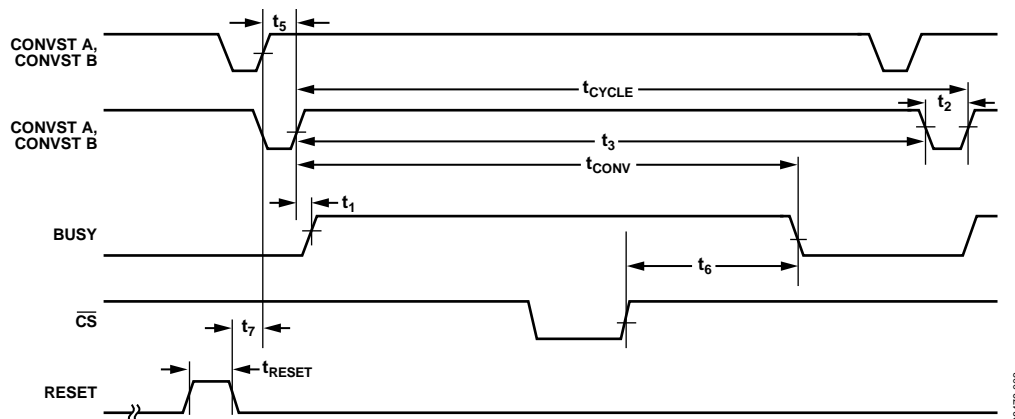 t5
CONVST A,
CONVST B
tCYCLE
t2
CONVST A,
CONVST B
t3
tCONV
t1
BUSY
t6
CS
t7
tRESET
RESET